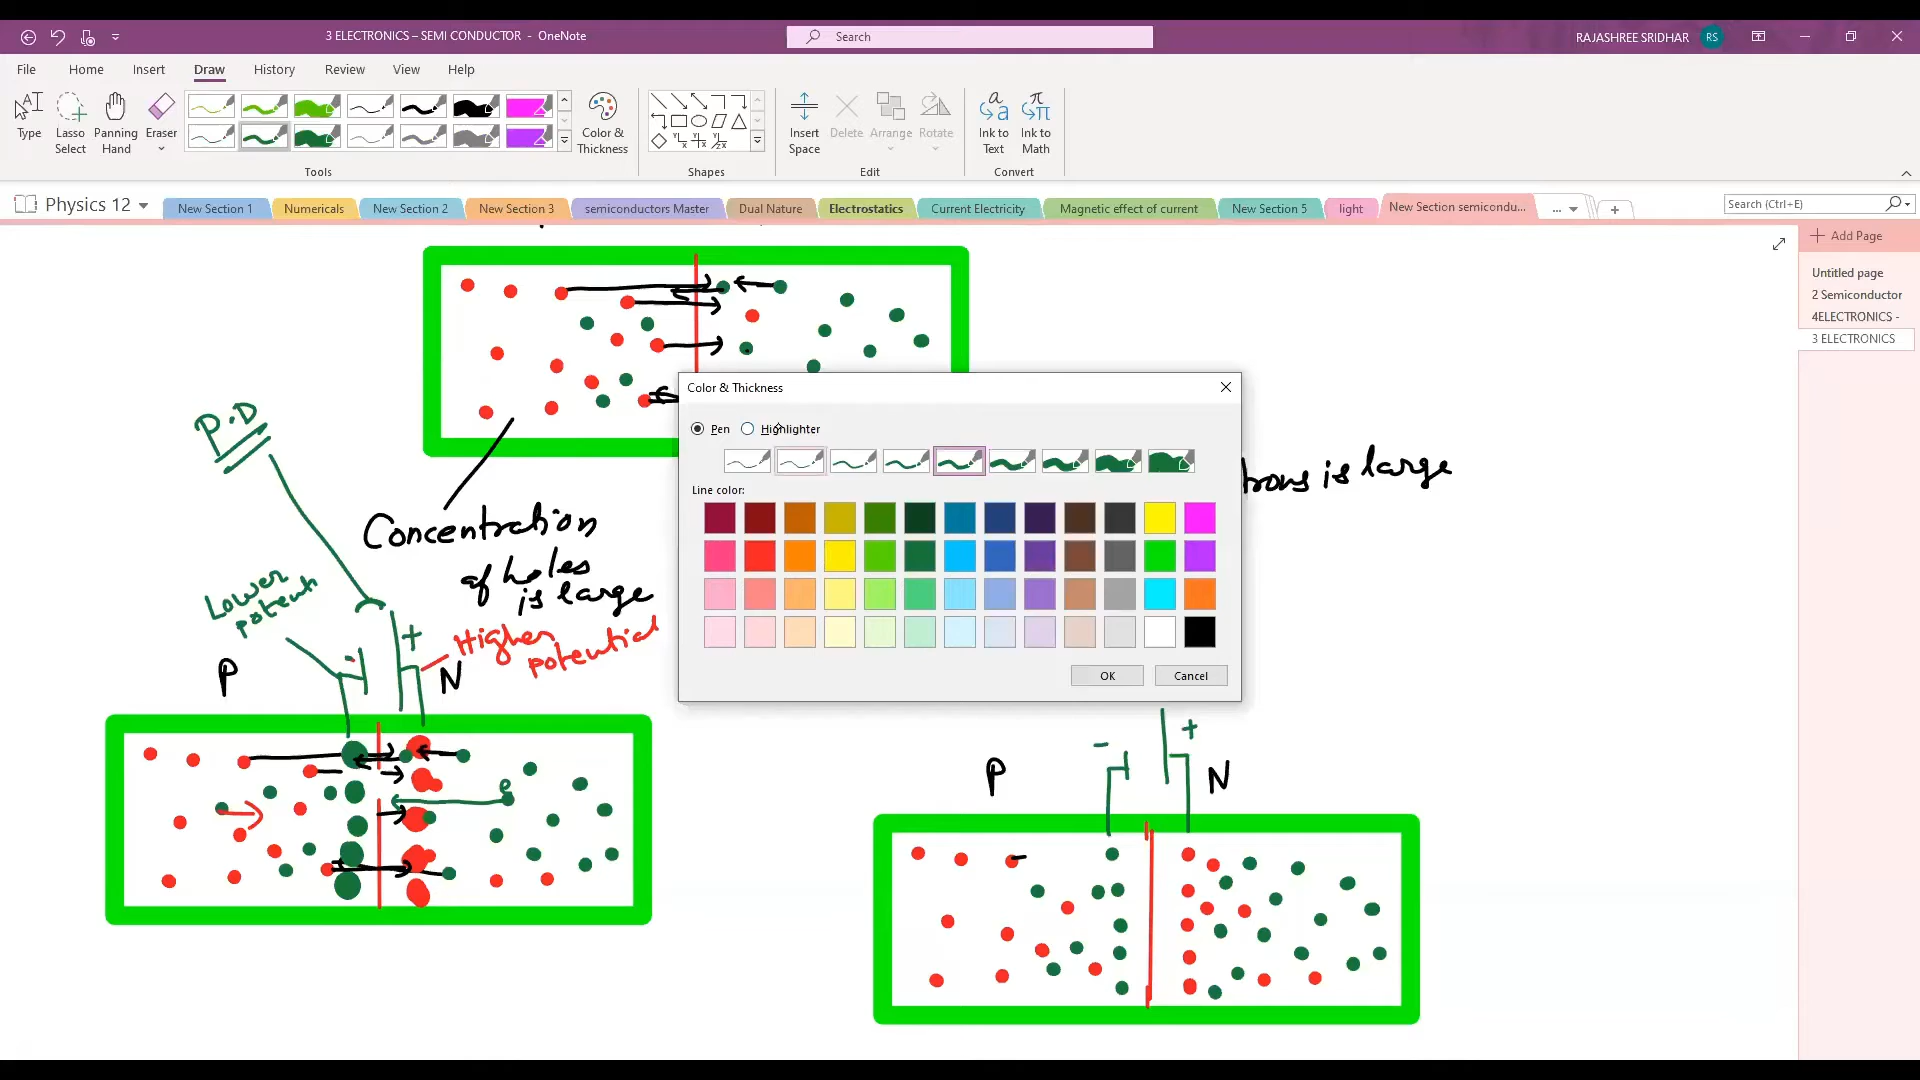 3 ELECTRONICS – SEMI CONDUCTOR - OneNote
Search
RAJASHREE SRIDHAR
RS
File Home Insert Draw History Review View Help
Type
Lasso Select
Panning Hand
Eraser
Color & Thickness
Insert Space
Delete
Arrange
Rotate
Ink to Text
Ink to Math
Tools
Shapes
Edit
Convert
Physics 12
New Section 1
Numericals
New Section 2
New Section 3
semiconductors Master
Dual Nature
Electrostatics
Current Electricity
Magnetic effect of current
New Section 5
light
New Section semicondu...
...
Search (Ctrl+E)
Add Page
Untitled page
2 Semiconductor
4ELECTRONICS -
3 ELECTRONICS
Color & Thickness
Pen
Highlighter
Line color:
OK
Cancel
P.D
Concentration
of holes
is large
trons is large
Lower
potenti
Higher
potential
P
-
+
N
e
P
-
+
N